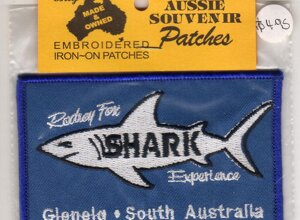 AUSSIE
MADE &
OWNED
SOUVENIR
Patches
$4.95
EMBROIDERED
IRON-ON PATCHES
Rodney Fox
SHARK
Experience
Glenelg • South Australia